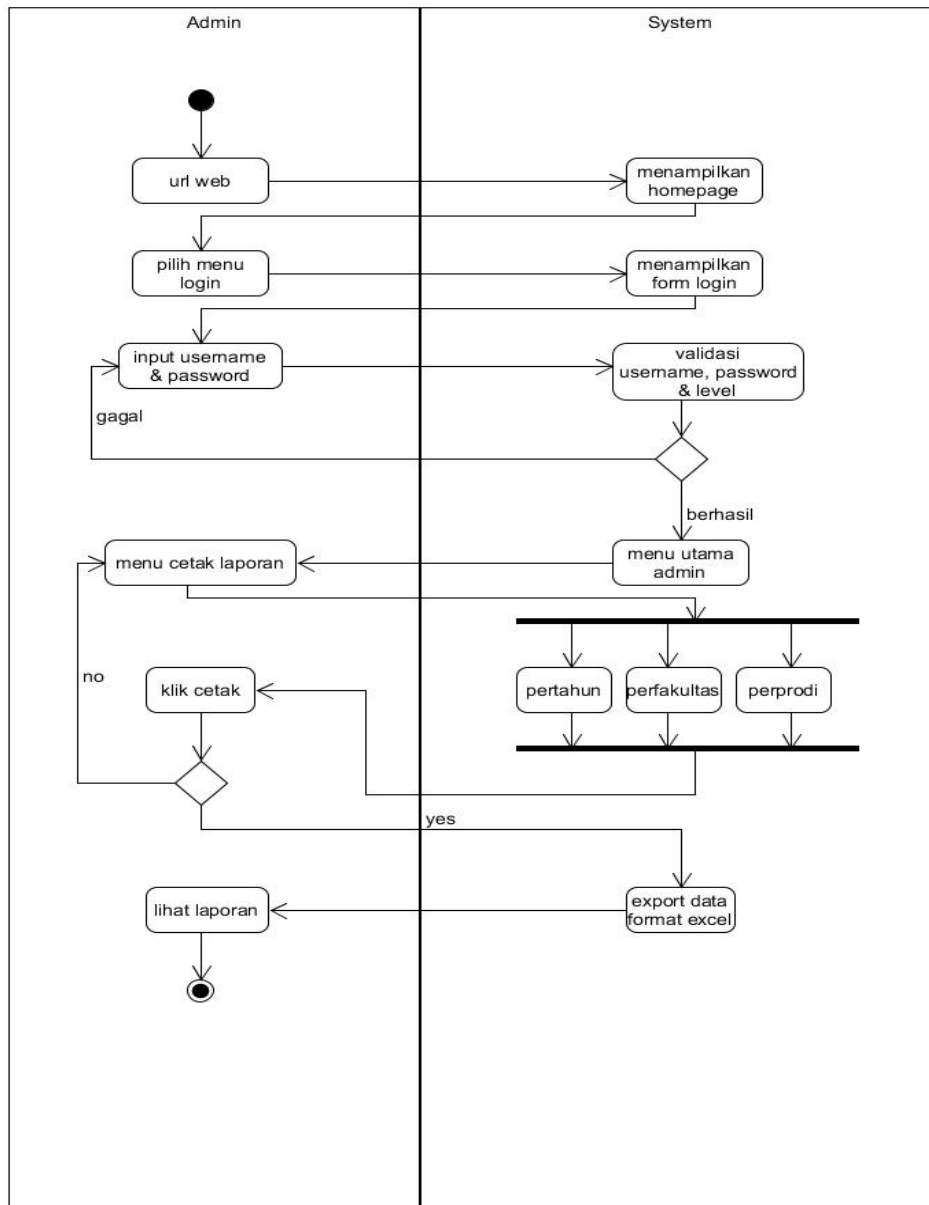 Admin
System
url web
menampilkan
homepage
pilih menu
login
menampilkan
form login
input username
& password
validasi
username, password
& level
gagal
berhasil
menu cetak laporan
menu utama
admin
no
klik cetak
pertahun
perfakultas
perprodi
yes
lihat laporan
export data
format excel